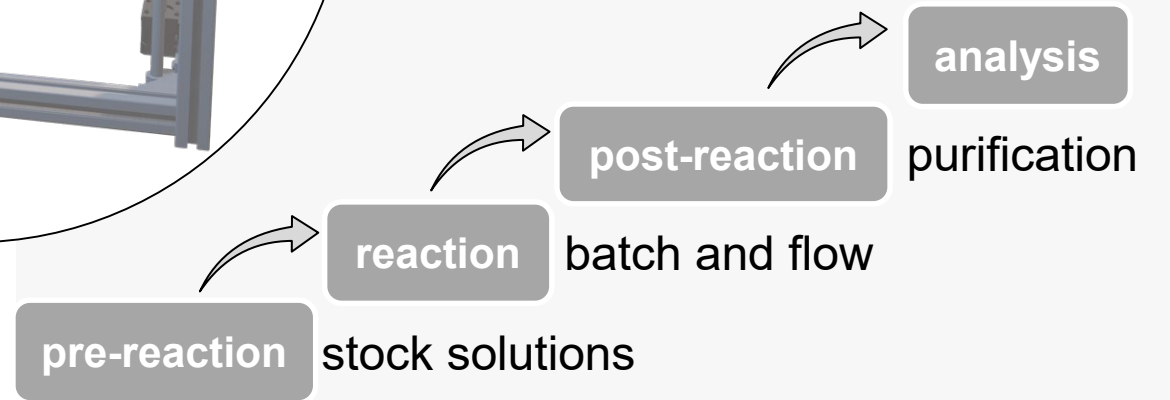 analysis
post-reaction purification
reaction batch and flow
pre-reaction stock solutions